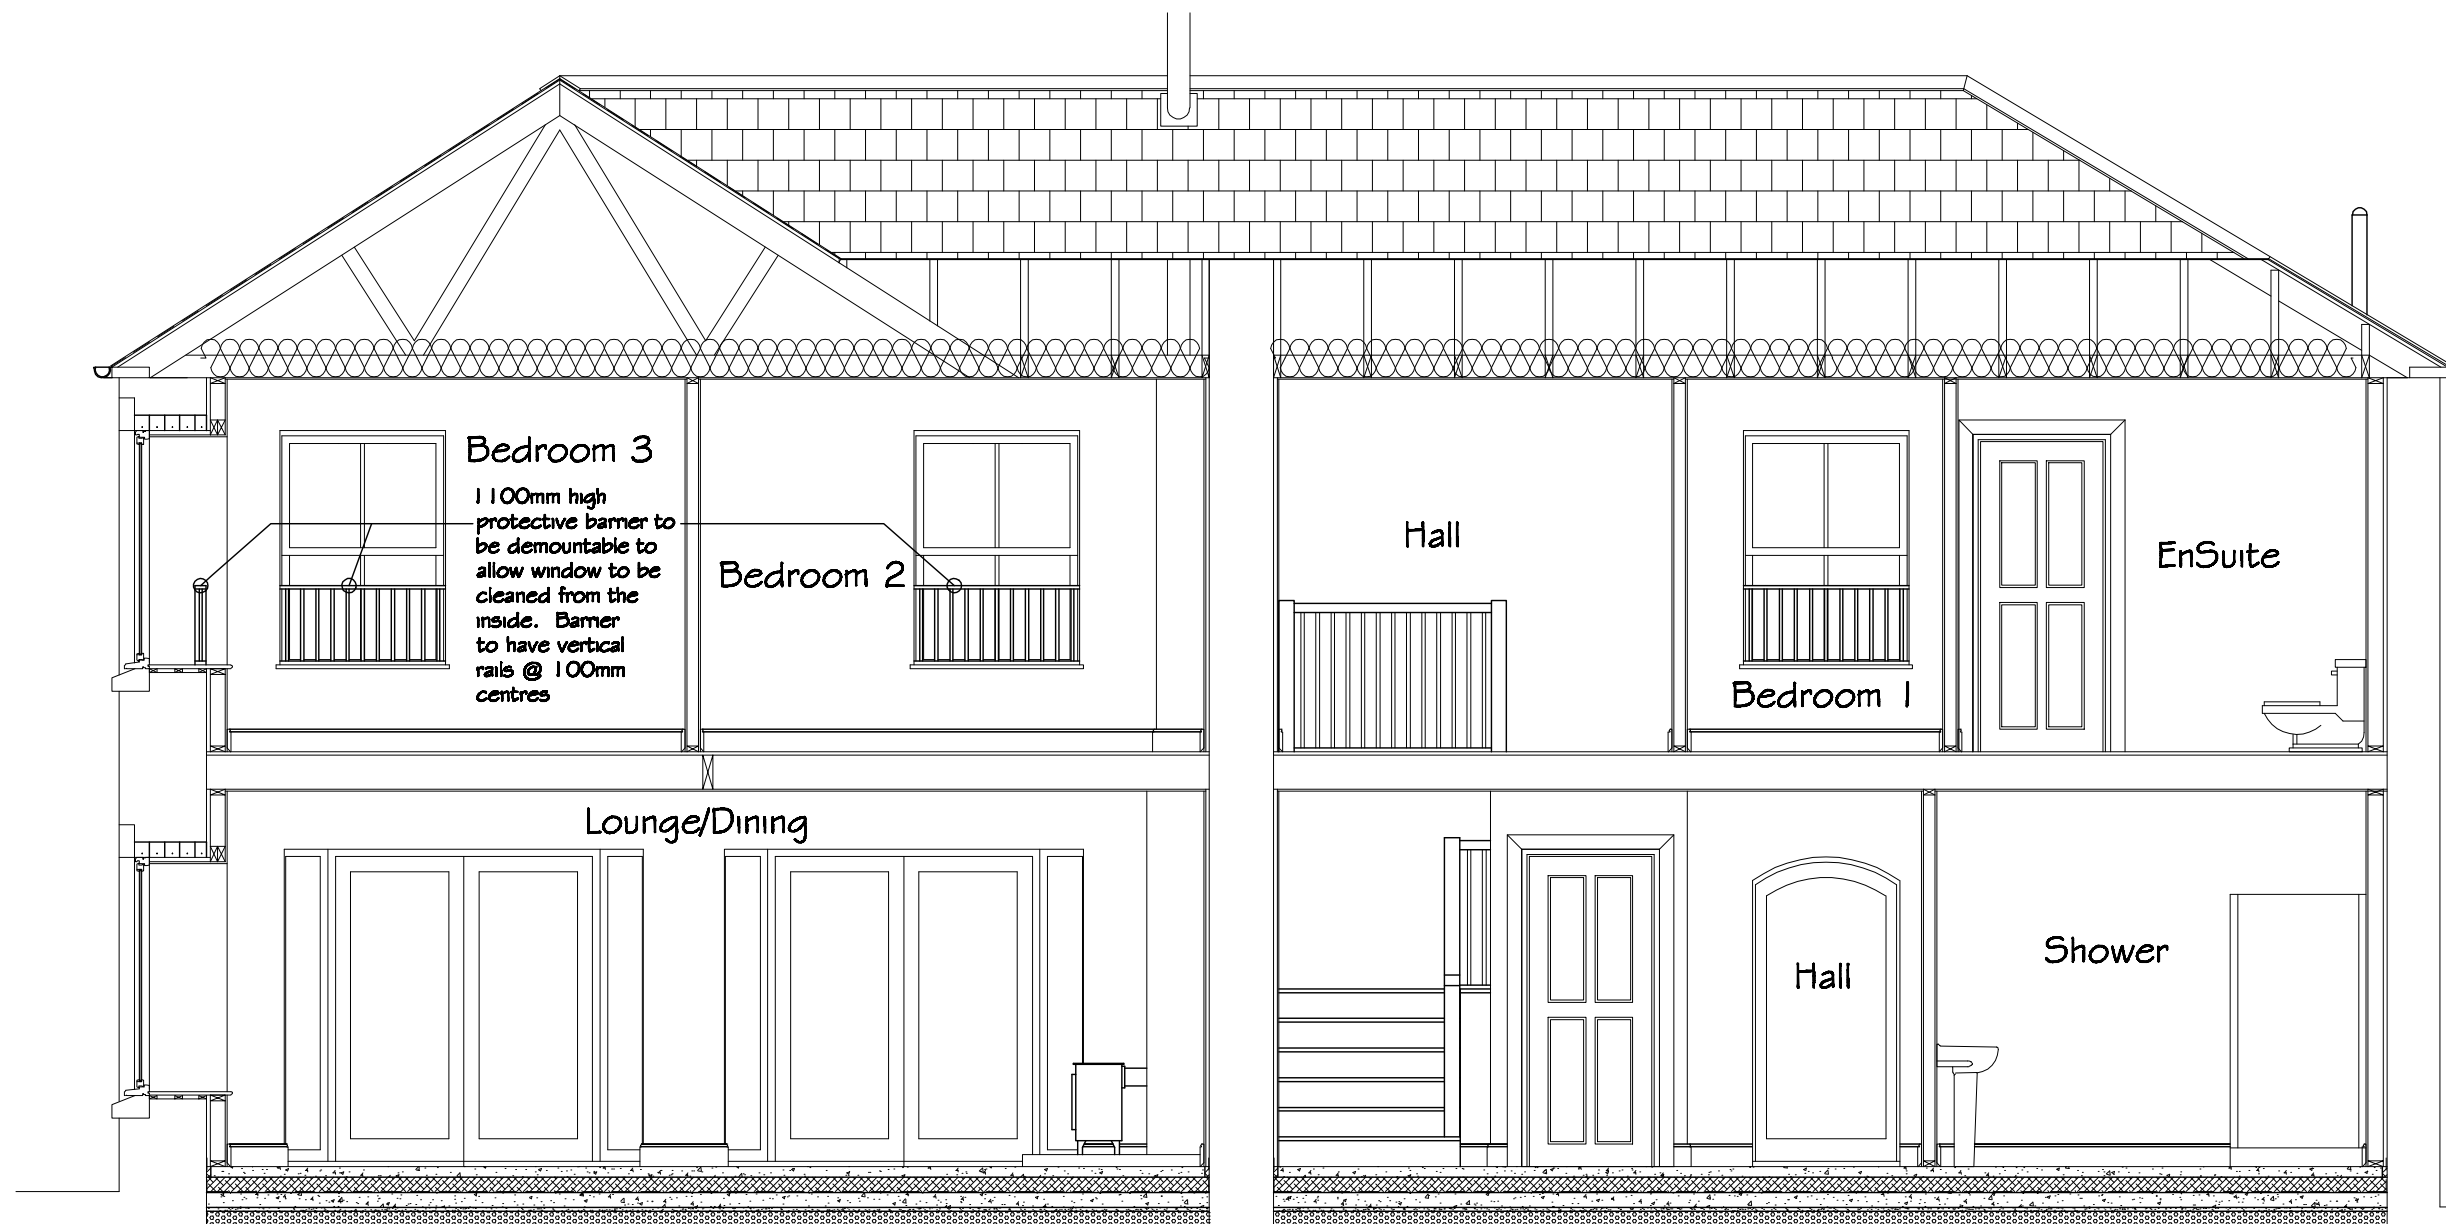 Bedroom 3
1100mm high
protective barrier to
be demountable to
allow window to be
cleaned from the
inside. Barrier
to have vertical
rails @ 100mm
centres
Bedroom 2
Hall
EnSuite
Bedroom 1
Lounge/Dining
Hall
Shower